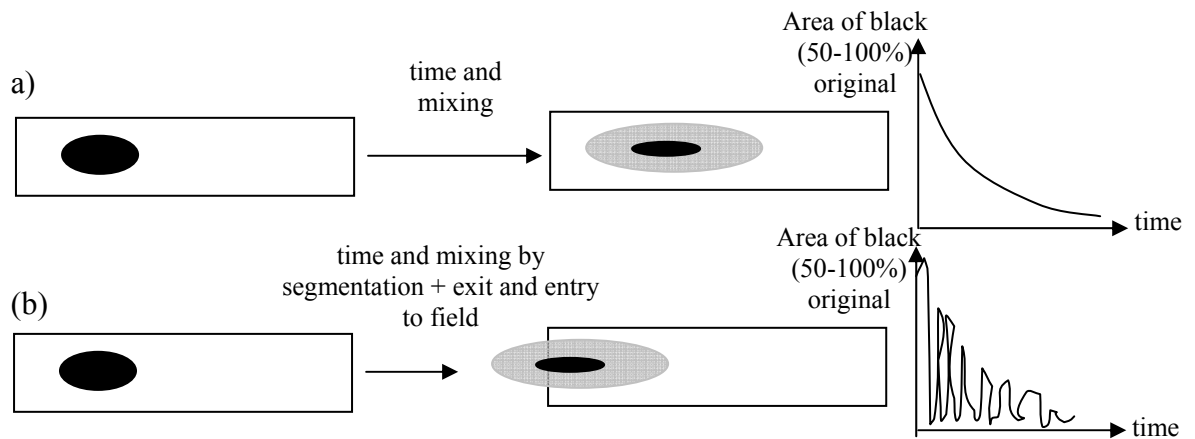 a)
time and
mixing
Area of black
(50-100%)
original
time
(b)
time and mixing by
segmentation + exit and entry
to field
Area of black
(50-100%)
original
time